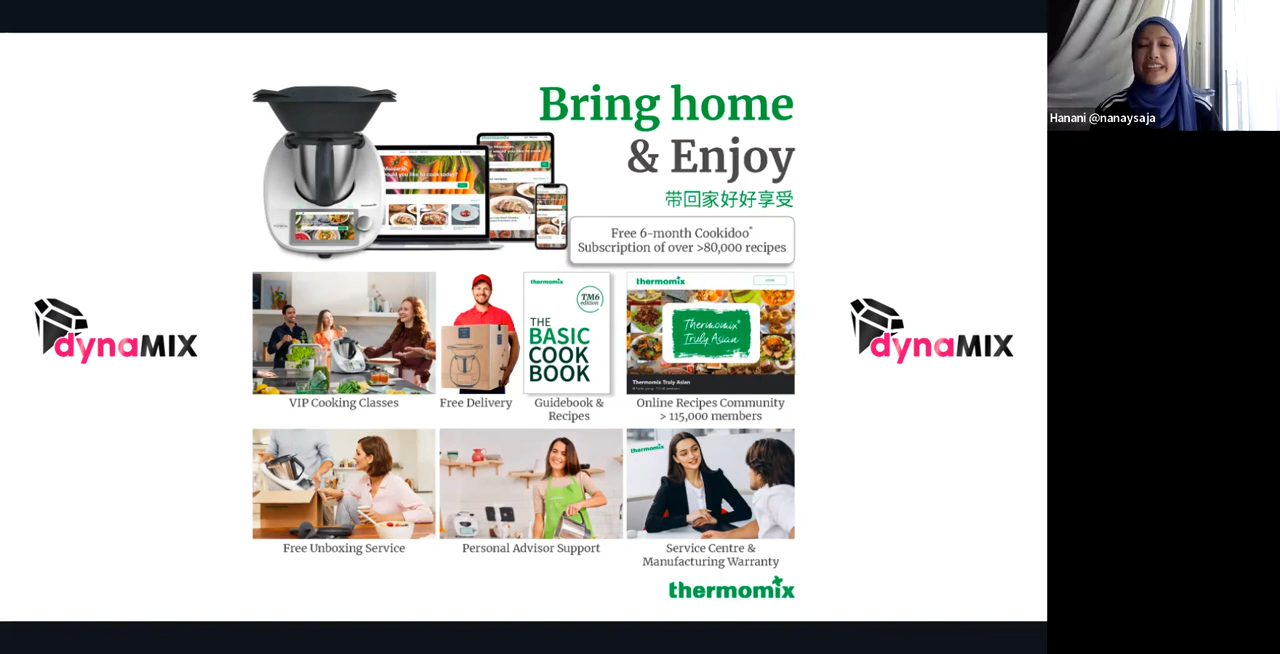 Bring home
& Enjoy
带回家好好享受
Free 6-month Cookidoo®
Subscription of over >80,000 recipes
Hanani @nanaysaja
dynaMIX
dynaMIX
thermomix
TM6
edition
THE
BASIC
COOK
BOOK
thermomix
Thermomix®
Truly Asian
Thermomix Truly Asian
VIP Cooking Classes
Free Delivery
Guidebook &
Recipes
Online Recipes Community
> 115,000 members
thermomix
Free Unboxing Service
Personal Advisor Support
Service Centre &
Manufacturing Warranty
thermomix